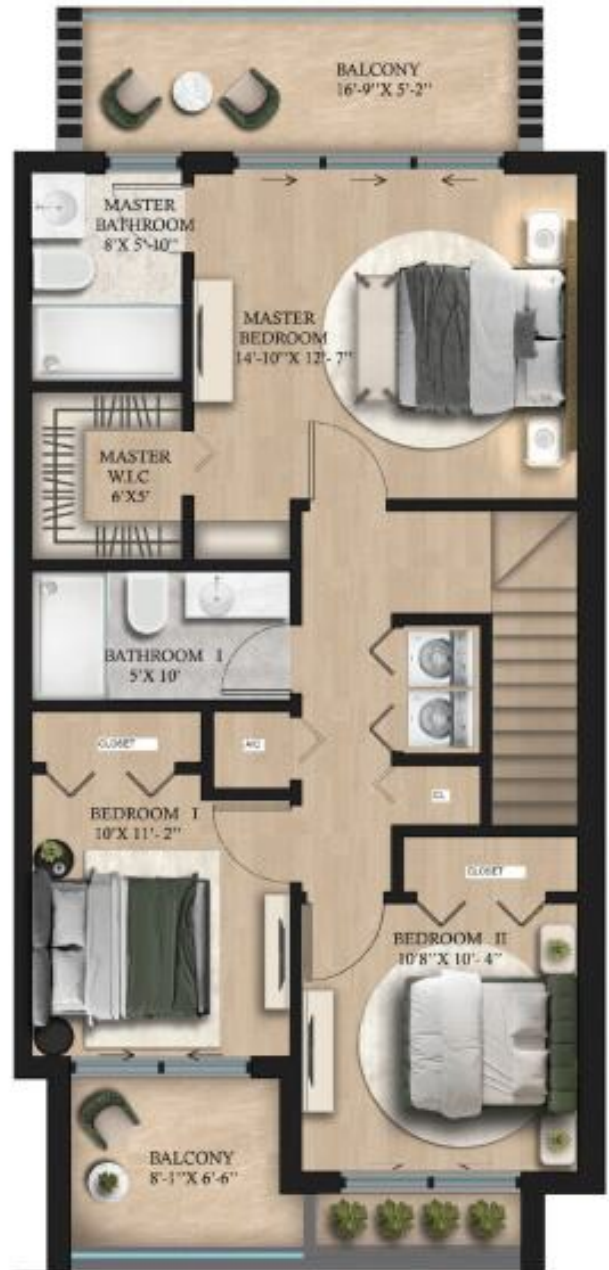 BALCONY
16'-9"X 5'-2"
MASTER
BATHROOM
8'X 5'-10"
MASTER
BEDROOM
14'-10"X 12'- 7"
MASTER
W.I.C
6'X5'
BATHROOM I
5'X 10'
CLOSET
A/C
CL
BEDROOM I
10'X 11'- 2"
CLOSET
BEDROOM II
10'8"X 10'- 4"
BALCONY
8'-1"X 6'-6"